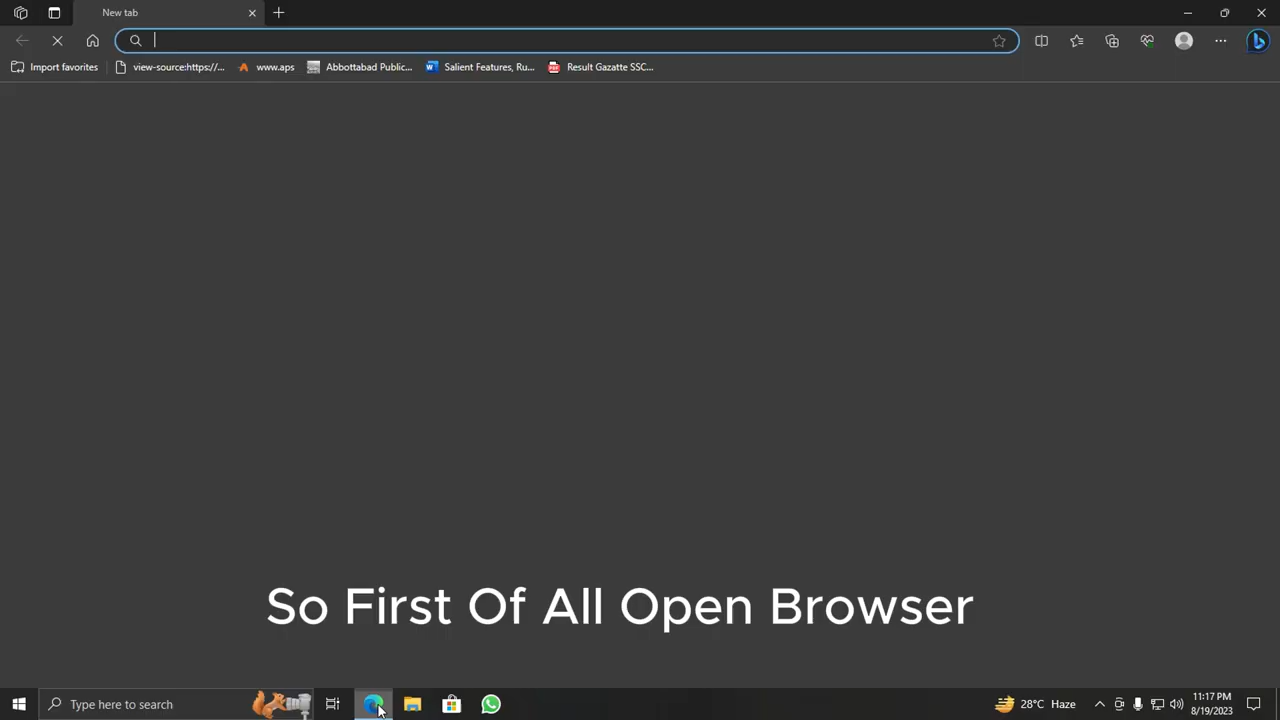 New tab
Import favorites
view-source:https://...
www.aps
Abbottabad Public...
Salient Features, Ru...
PDF
Result Gazatte SSC...
So First Of All Open Browser
Type here to search
28°C Haze
11:17 PM
8/19/2023